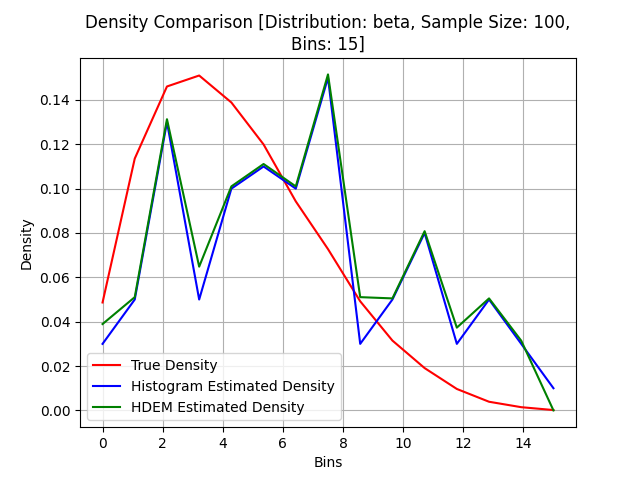 Density Comparison [Distribution: beta, Sample Size: 100,
Bins: 15]
Density
0.14
0.12
0.10
0.08
0.06
0.04
0.02
0.00
True Density
Histogram Estimated Density
HDEM Estimated Density
0 2 4 6 8 10 12 14
Bins